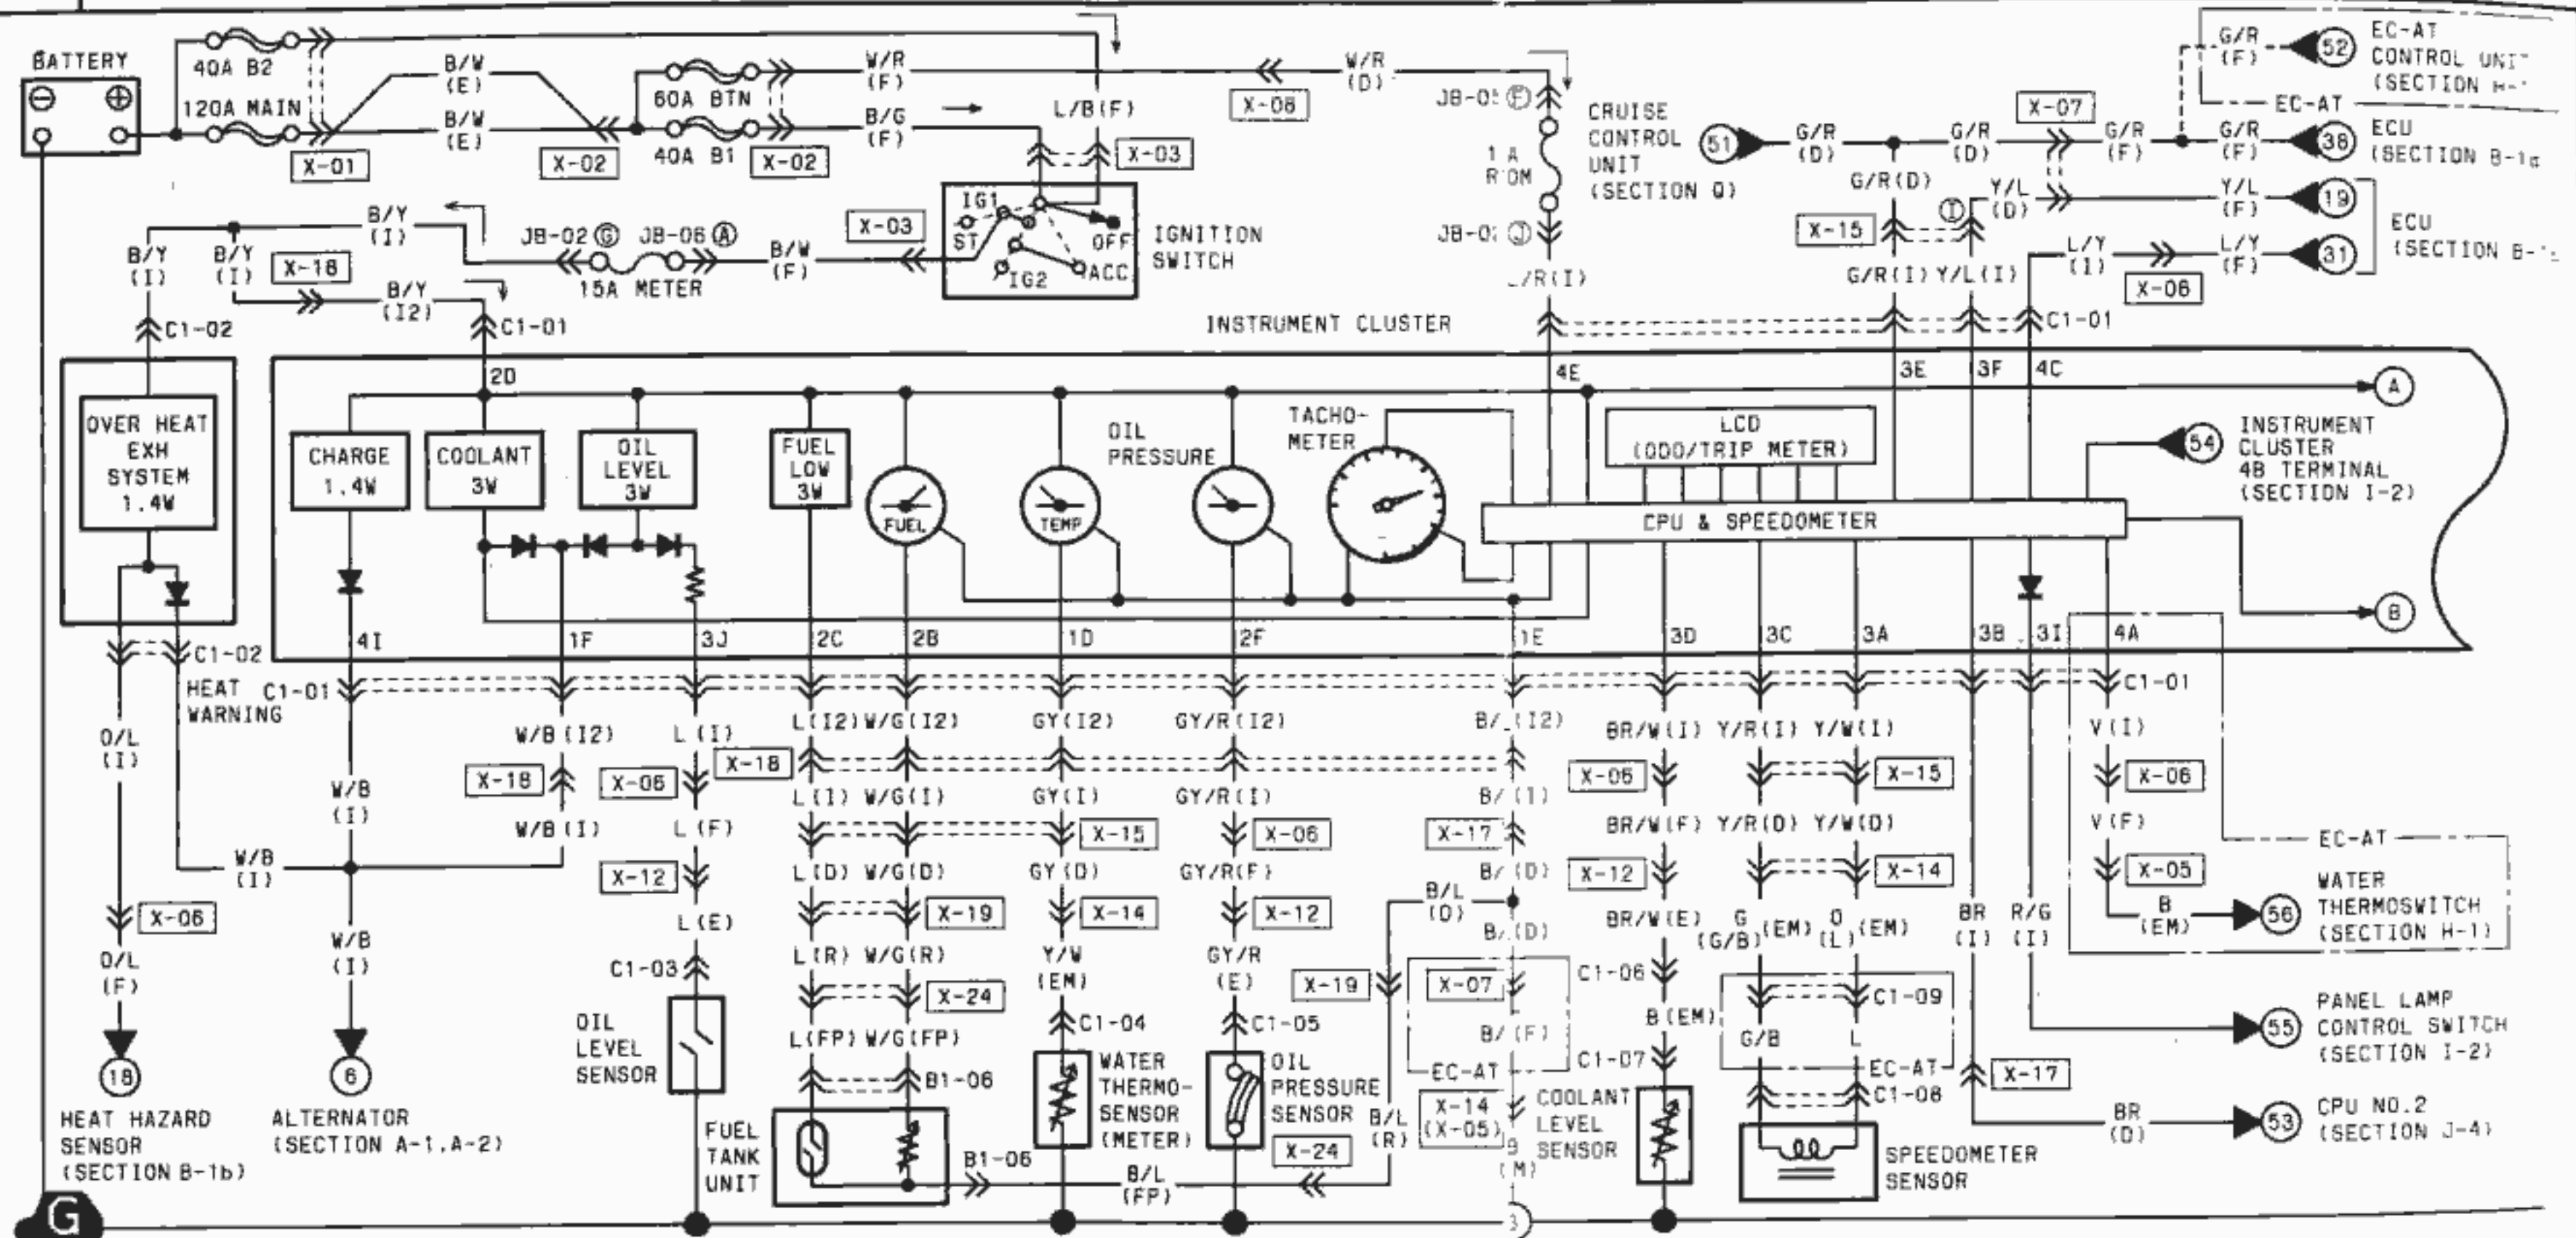 BATTERY
40A B2
120A MAIN
X-01
B/W
(E)
B/W
(E)
X-02
60A BTN
40A B1
X-02
W/R
(F)
B/G
(F)
L/B(F)
X-03
X-08
W/R
(D)
CRUISE
CONTROL
UNIT
(SECTION Q)
51
G/R
(D)
G/R
(D)
X-07
G/R
(F)
G/R
(F)
G/R
(F)
52
EC-AT
CONTROL
EC-AT
38
ECU
(SECTION
G/R(D)
Y/L
(D)
Y/L
(F)
19
ECU
(SECTION
X-15
I
L/Y
(I)
L/Y
(F)
31
X-06
G/R(I)
Y/L(I)
B/Y
(I)
B/Y
(I)
B/Y
(I)
X-18
B/Y
(I2)
JB-02 G
JB-06 A
15A METER
B/W
(F)
X-03
IG1
ST
OFF
IG2
ACC
IGNITION
SWITCH
C1-02
C1-01
INSTRUMENT CLUSTER
C1-01
2D
4E
3E
3F
4C
A
OVER HEAT
EXH
SYSTEM
1.4W
CHARGE
1.4W
COOLANT
3W
OIL
LEVEL
3W
FUEL
LOW
3W
FUEL
TEMP
OIL
PRESSURE
TACHO-
METER
LCD
(ODO/TRIP METER)
CPU & SPEEDOMETER
54
INSTRUMENT
CLUSTER
4B TERMINAL
(SECTION I-2)
B
4I
1F
3J
2C
2B
1D
2F
1E
3D
3C
3A
3B
3I
4A
C1-02
HEAT
WARNING
C1-01
C1-01
O/L
(I)
W/B
(I)
W/B(I2)
L(I)
L(I2)
W/G(I2)
GY(I2)
GY/R(I2)
BR/W(I)
Y/R(I)
Y/W(I)
V(I)
X-18
X-06
X-18
X-06
X-15
X-06
W/B(I)
L(F)
L(I)
W/G(I)
GY(I)
GY/R(I)
X-15
X-06
X-17
BR/W(F)
Y/R(D)
Y/W(D)
V(F)
EC-AT
W/B
(I)
X-12
L(D)
W/G(D)
GY(D)
GY/R(F)
X-12
X-14
X-05
X-06
L(E)
X-19
X-14
X-12
B/L
(D)
BR/W(E)
G
(G/B)
(EM)
O
(L)
(EM)
BR
(I)
R/G
(I)
B
(EM)
56
WATER
THERMOSWITCH
(SECTION H-1)
O/L
(F)
W/B
(I)
C1-03
L(R)
W/G(R)
Y/W
(EM)
GY/R
(E)
X-19
X-07
C1-06
C1-09
X-24
L(FP)
W/G(FP)
C1-04
C1-05
B(EM)
G/B
L
55
PANEL LAMP
CONTROL SWITCH
(SECTION I-2)
OIL
LEVEL
SENSOR
B1-06
WATER
THERMO-
SENSOR
(METER)
OIL
PRESSURE
SENSOR
EC-AT
C1-07
EC-AT
C1-08
X-17
18
HEAT HAZARD
SENSOR
(SECTION B-1b)
6
ALTERNATOR
(SECTION A-1,A-2)
FUEL
TANK
UNIT
B1-06
B/L
(FP)
B/L
(R)
X-24
X-14
(X-05)
COOLANT
LEVEL
SENSOR
SPEEDOMETER
SENSOR
BR
(D)
53
CPU NO.2
(SECTION J-4)
G